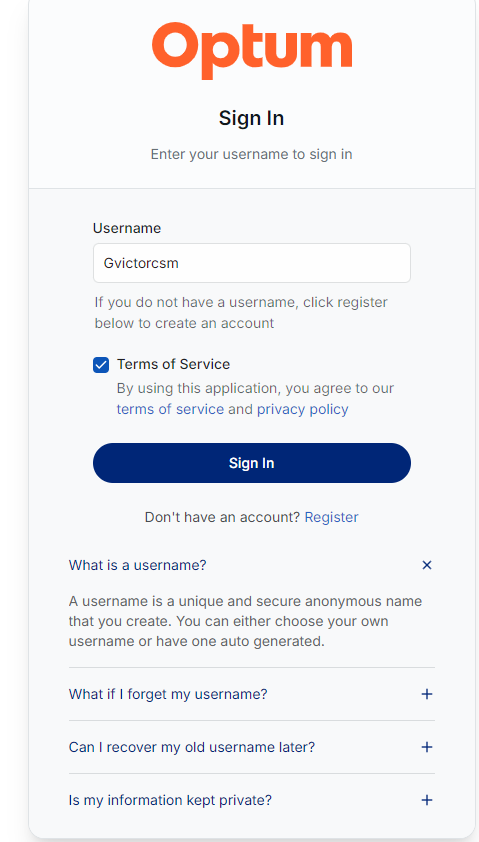 Optum
Sign In
Enter your username to sign in
Username
Gvictorcsm
If you do not have a username, click register
below to create an account
Terms of Service
By using this application, you agree to our
terms of service and privacy policy
Sign In
Don't have an account? Register
What is a username?
A username is a unique and secure anonymous name
that you create. You can either choose your own
username or have one auto generated.
What if I forget my username?
Can I recover my old username later?
Is my information kept private?